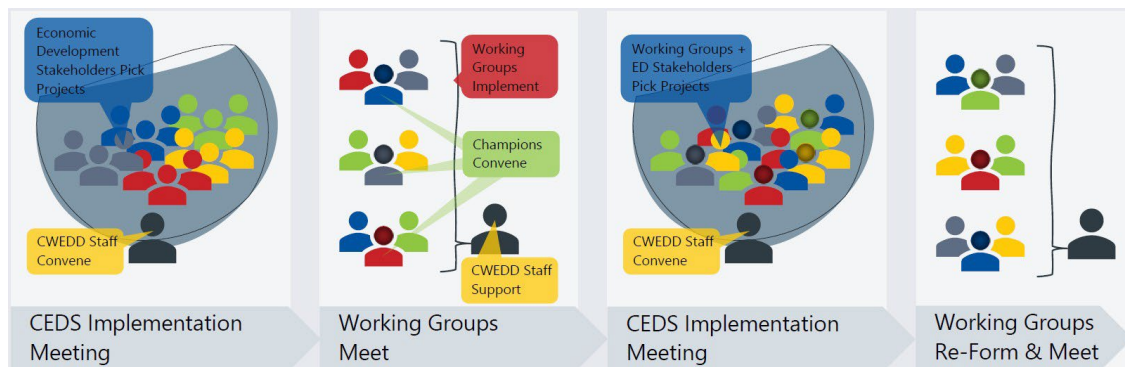 Economic
Development
Stakeholders Pick
Projects
CWEDD Staff
Convene
CEDS Implementation
Meeting
Working
Groups
Implement
Champions
Convene
CWEDD Staff
Support
Working Groups
Meet
Working Groups +
ED Stakeholders
Pick Projects
CWEDD Staff
Convene
CEDS Implementation
Meeting
Working Groups
Re-Form & Meet